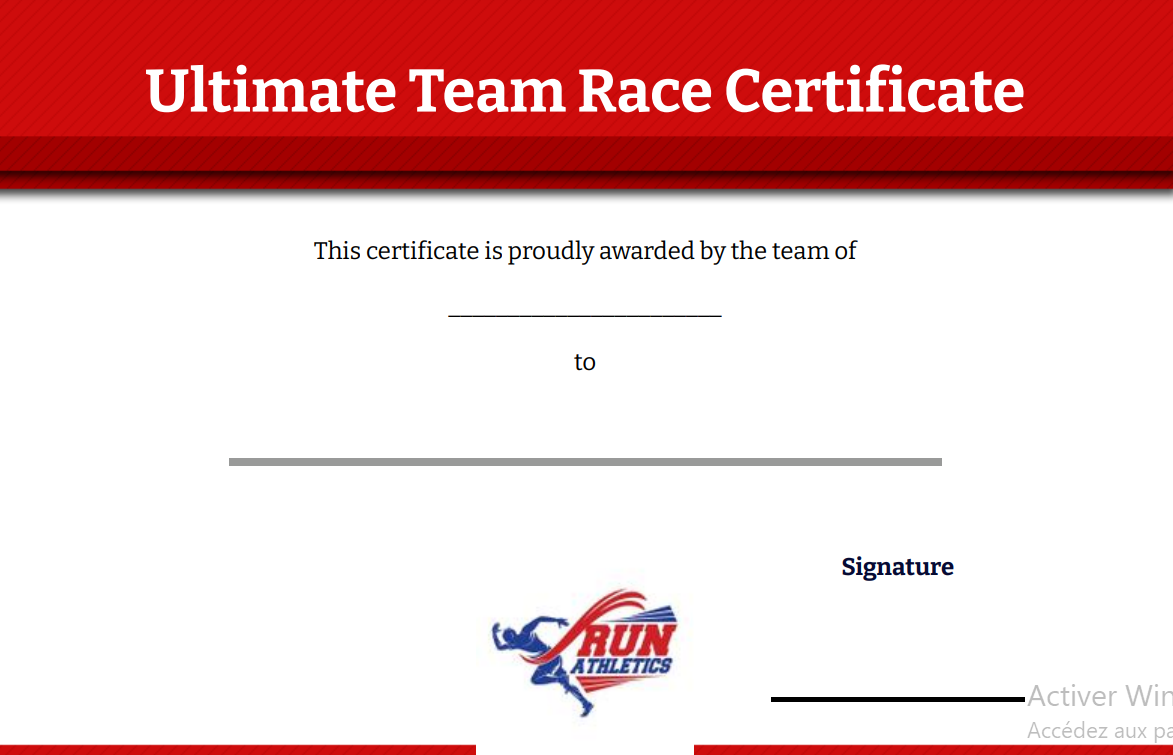 Ultimate Team Race Certificate
This certificate is proudly awarded by the team of
______________________
to
Signature
RUN
ATHLETICS
Activer Win
Accédez aux pa